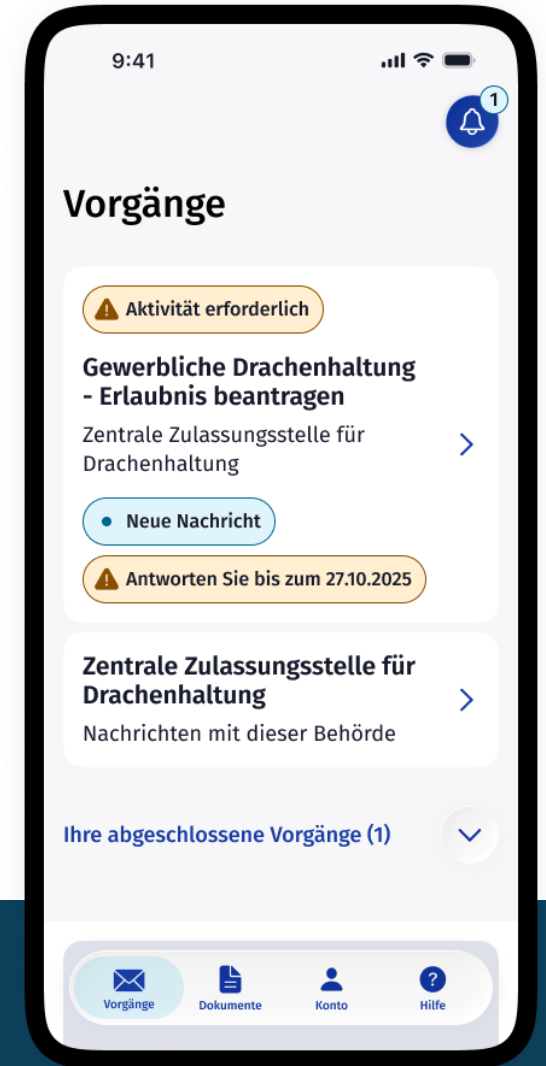 9:41
1
Vorgänge
Aktivität erforderlich
Gewerbliche Drachenhaltung
- Erlaubnis beantragen
Zentrale Zulassungsstelle für
Drachenhaltung
Neue Nachricht
Antworten Sie bis zum 27.10.2025
Zentrale Zulassungsstelle für
Drachenhaltung
Nachrichten mit dieser Behörde
Ihre abgeschlossene Vorgänge (1)
Vorgänge Dokumente Konto Hilfe